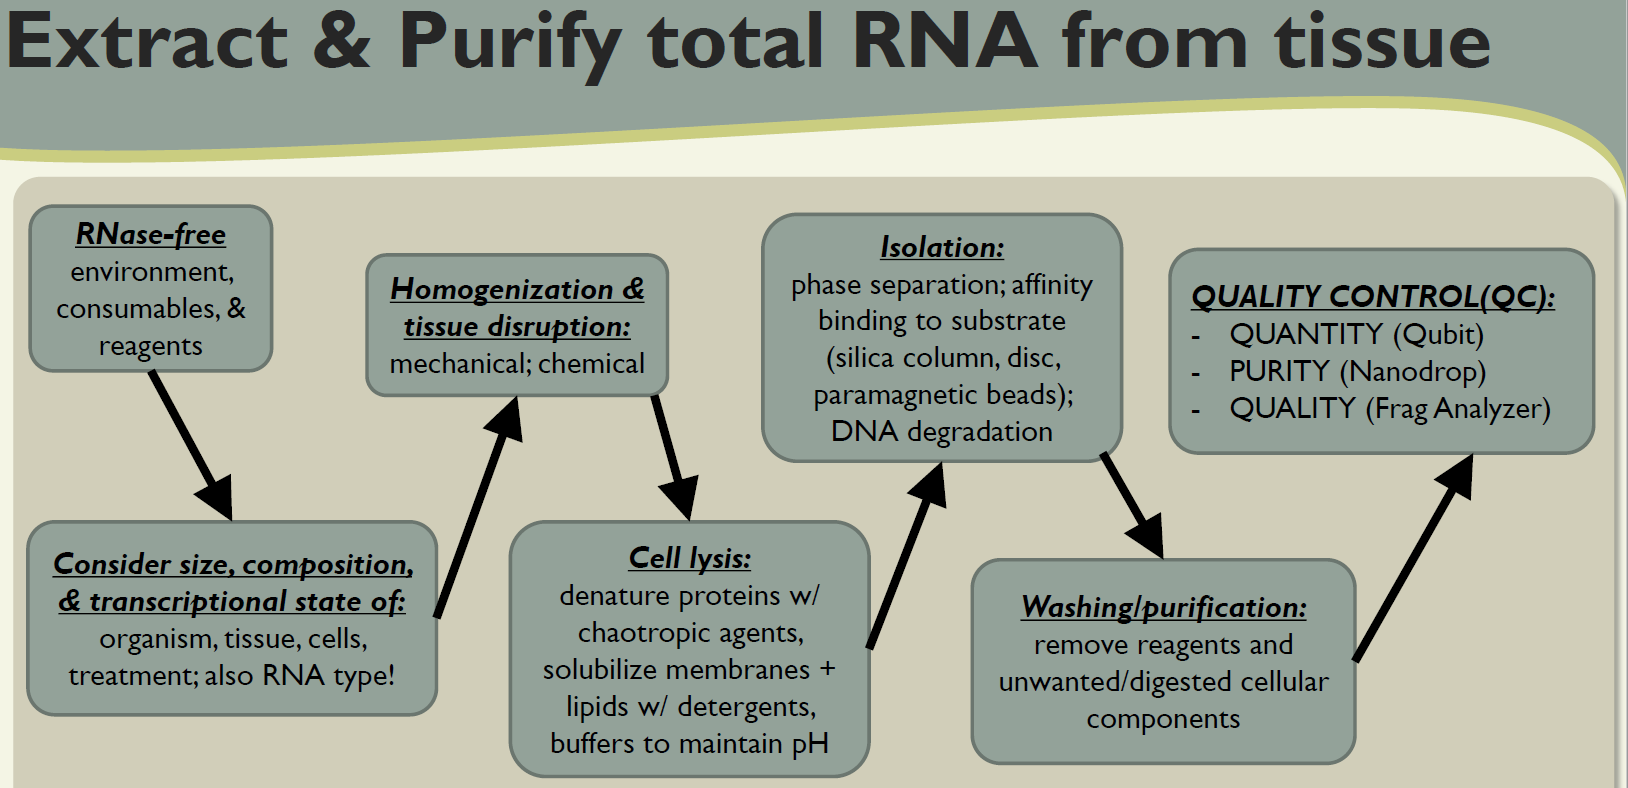 Extract & Purify total RNA from tissue
RNase-free
environment,
consumables, &
reagents
Consider size, composition,
& transcriptional state of:
organism, tissue, cells,
treatment; also RNA type!
Homogenization &
tissue disruption:
mechanical; chemical
Cell lysis:
denature proteins w/
chaotropic agents,
solubilize membranes +
lipids w/ detergents,
buffers to maintain pH
Isolation:
phase separation; affinity
binding to substrate
(silica column, disc,
paramagnetic beads);
DNA degradation
Washing/purification:
remove reagents and
unwanted/digested cellular
components
QUALITY CONTROL(QC):
- QUANTITY (Qubit)
- PURITY (Nanodrop)
- QUALITY (Frag Analyzer)